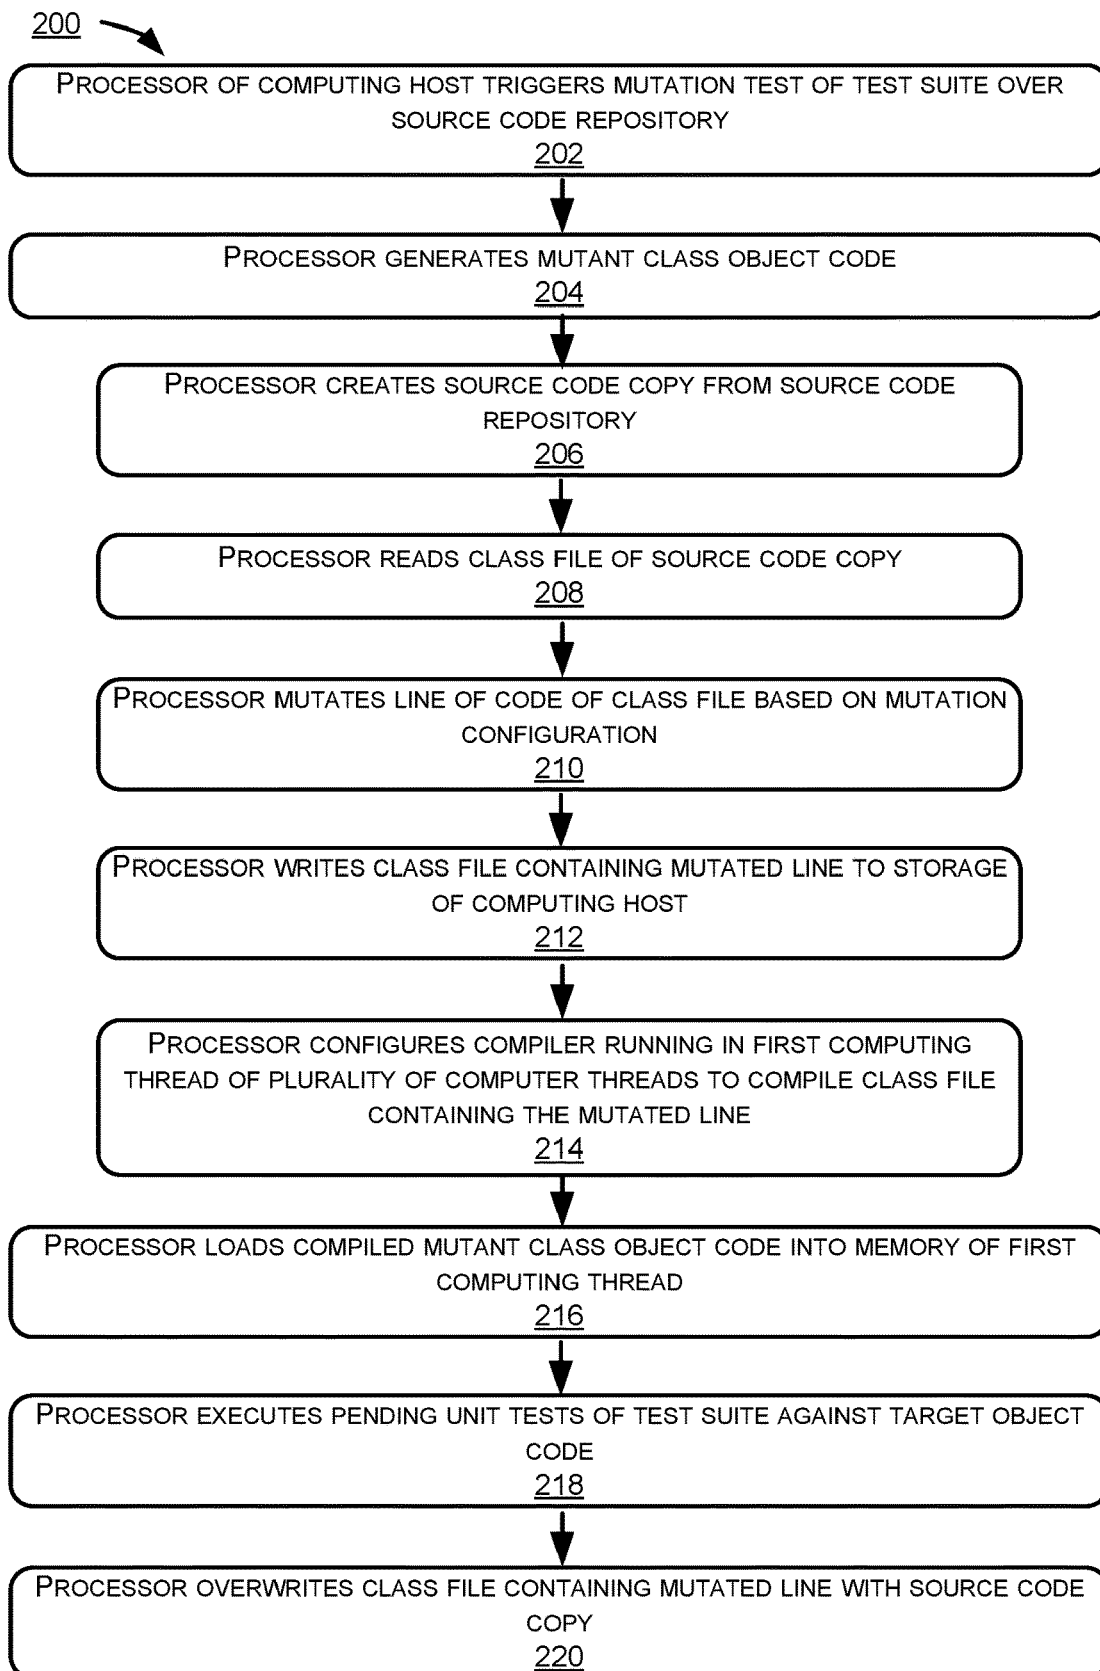 200
PROCESSOR OF COMPUTING HOST TRIGGERS MUTATION TEST OF TEST SUITE OVER
SOURCE CODE REPOSITORY
202
PROCESSOR GENERATES MUTANT CLASS OBJECT CODE
204
PROCESSOR CREATES SOURCE CODE COPY FROM SOURCE CODE
REPOSITORY
206
PROCESSOR READS CLASS FILE OF SOURCE CODE COPY
208
PROCESSOR MUTATES LINE OF CODE OF CLASS FILE BASED ON MUTATION
CONFIGURATION
210
PROCESSOR WRITES CLASS FILE CONTAINING MUTATED LINE TO STORAGE
OF COMPUTING HOST
212
PROCESSOR CONFIGURES COMPILER RUNNING IN FIRST COMPUTING
THREAD OF PLURALITY OF COMPUTER THREADS TO COMPILE CLASS FILE
CONTAINING THE MUTATED LINE
214
PROCESSOR LOADS COMPILED MUTANT CLASS OBJECT CODE INTO MEMORY OF FIRST
COMPUTING THREAD
216
PROCESSOR EXECUTES PENDING UNIT TESTS OF TEST SUITE AGAINST TARGET OBJECT
CODE
218
PROCESSOR OVERWRITES CLASS FILE CONTAINING MUTATED LINE WITH SOURCE CODE
COPY
220